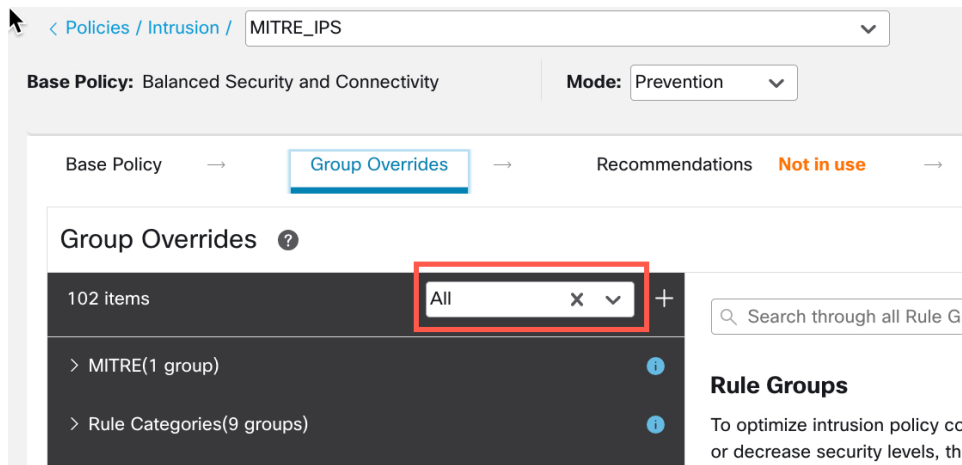 < Policies / Intrusion / MITRE_IPS
Base Policy: Balanced Security and Connectivity Mode: Prevention
Base Policy → Group Overrides → Recommendations Not in use →
Group Overrides ?
102 items All X +
> MITRE(1 group) i
> Rule Categories(9 groups) i
Search through all Rule G
Rule Groups
To optimize intrusion policy co
or decrease security levels, th